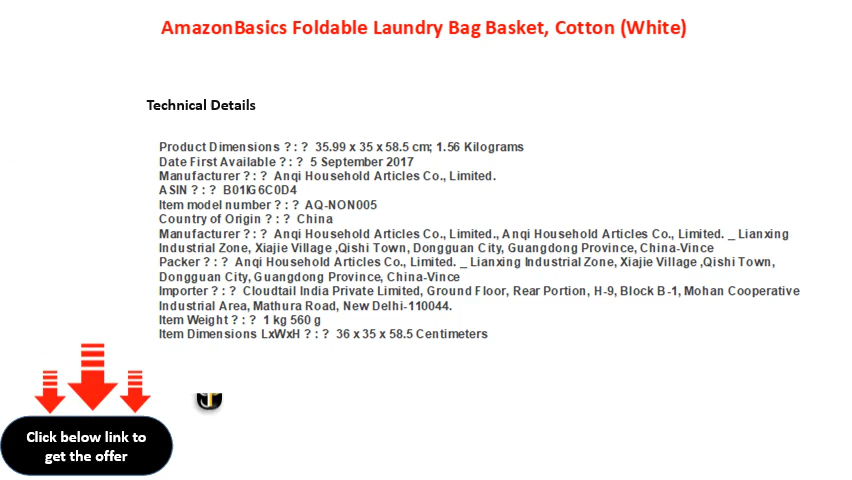 AmazonBasics Foldable Laundry Bag Basket, Cotton (White)
Technical Details
Product Dimensions ? : ? 35.99 x 35 x 58.5 cm; 1.56 Kilograms
Date First Available ? : ? 5 September 2017
Manufacturer ? : ? Anqi Household Articles Co., Limited.
ASIN ? : ? B01IG6C0D4
Item model number ? : ? AQ-NON005
Country of Origin ? : ? China
Manufacturer ? : ? Anqi Household Articles Co., Limited., Anqi Household Articles Co., Limited. _ Lianxing
Industrial Zone, Xiajie Village ,Qishi Town, Dongguan City, Guangdong Province, China-Vince
Packer ? : ? Anqi Household Articles Co., Limited. _ Lianxing Industrial Zone, Xiajie Village ,Qishi Town,
Dongguan City, Guangdong Province, China-Vince
Importer ? : ? Cloudtail India Private Limited, Ground Floor, Rear Portion, H-9, Block B-1, Mohan Cooperative
Industrial Area, Mathura Road, New Delhi-110044.
Item Weight ? : ? 1 kg 560 g
Item Dimensions LxWxH ? : ? 36 x 35 x 58.5 Centimeters
Click below link to
get the offer